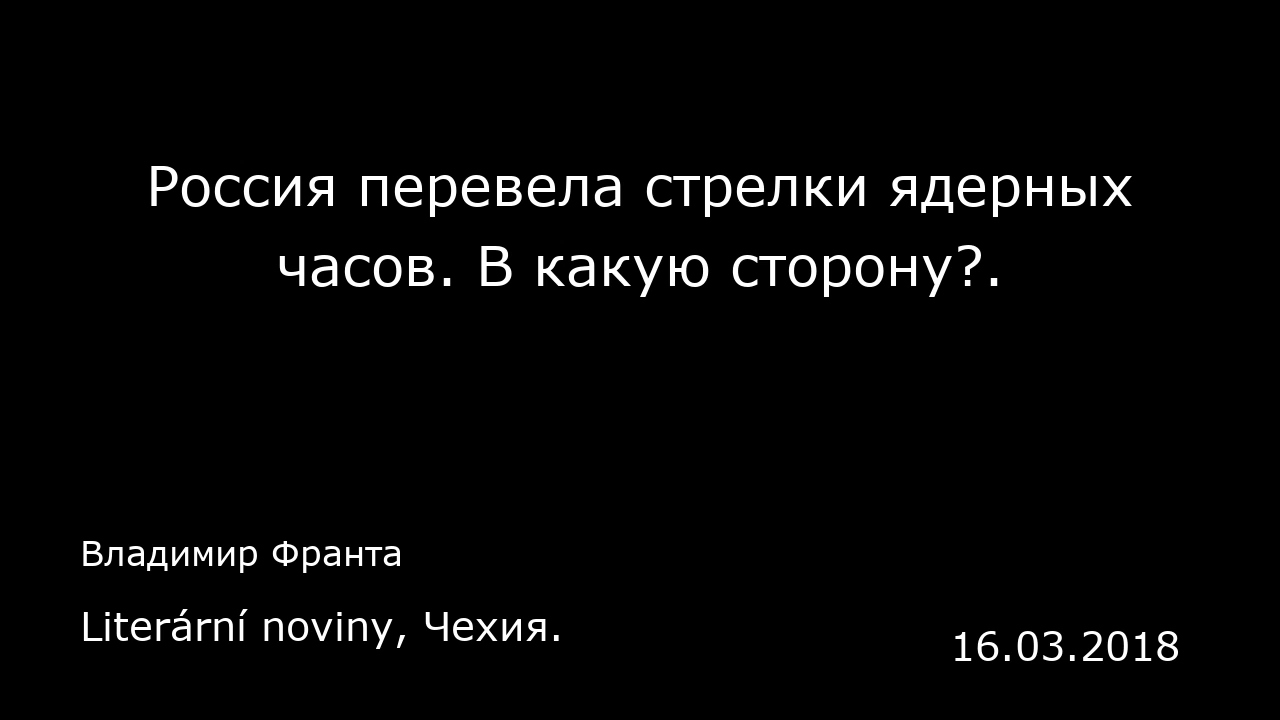 Россия перевела стрелки ядерных
часов. В какую сторону?.
Владимир Франта
Literární noviny, Чехия.
16.03.2018